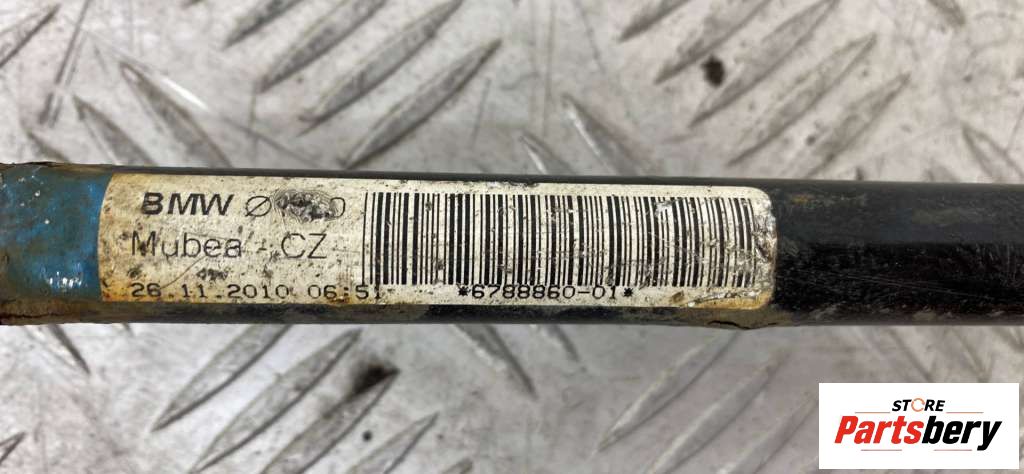 BMW Ø
Mubea - CZ
26.11.2010 06:51
*6788860-01*
STORE
Partsbery